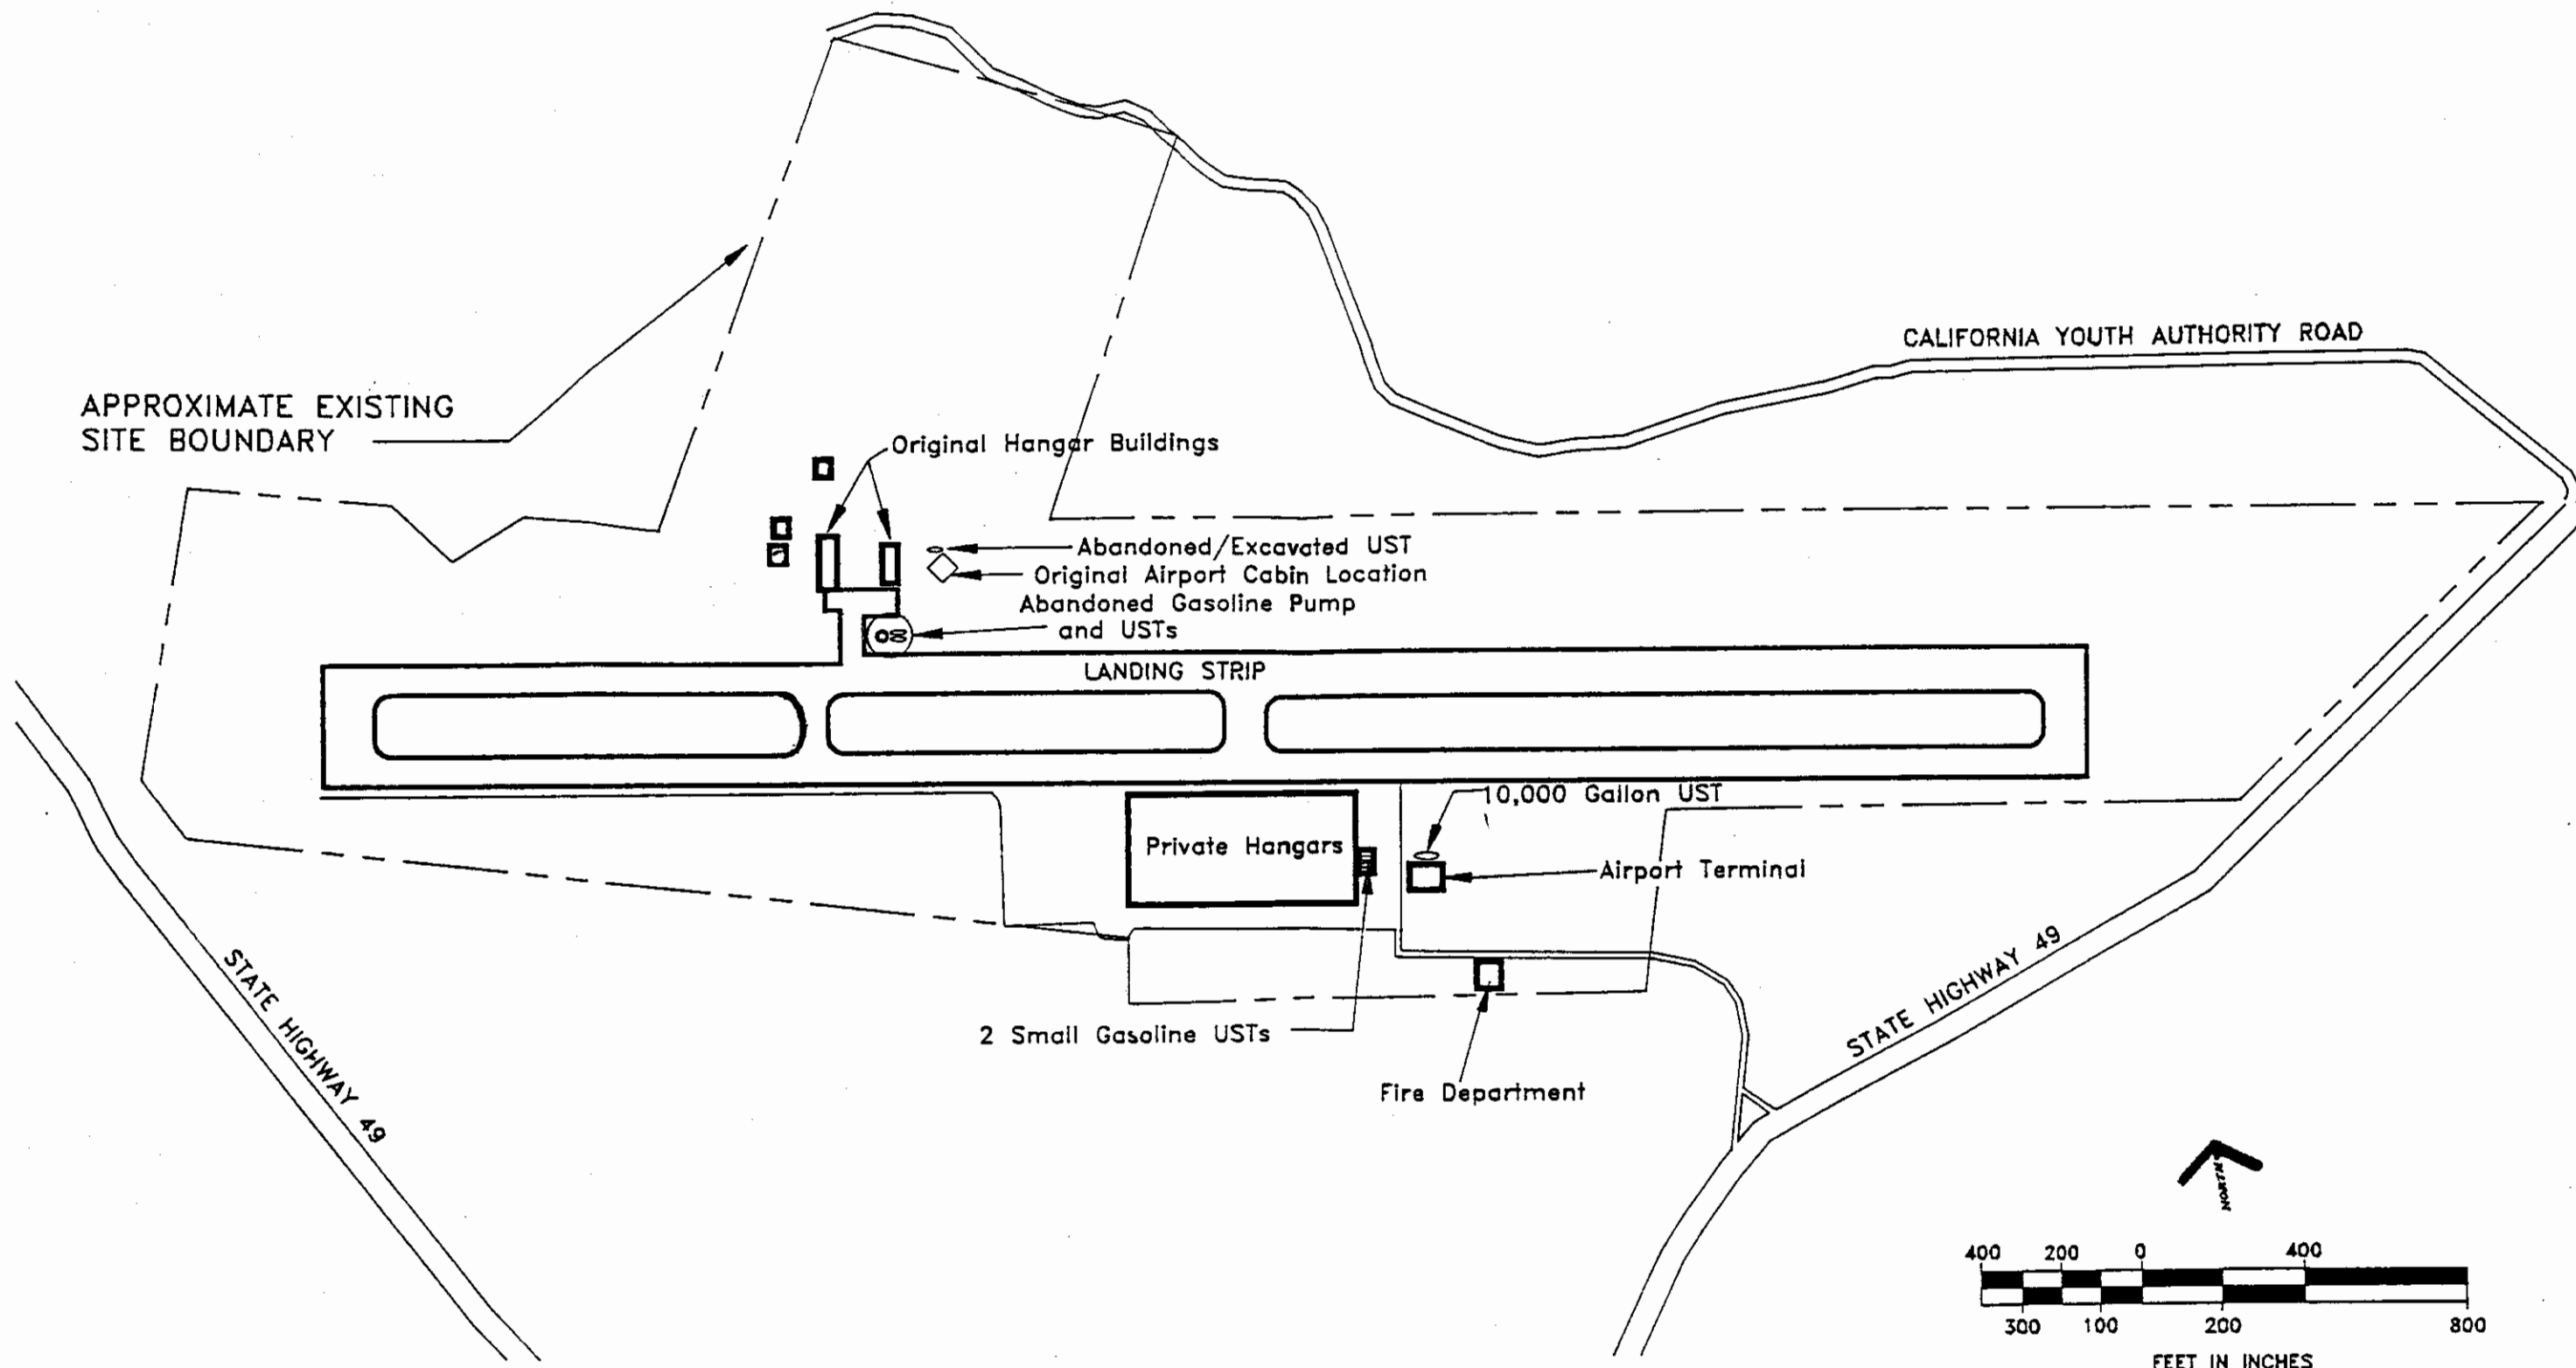 CALIFORNIA YOUTH AUTHORITY ROAD
APPROXIMATE EXISTING
SITE BOUNDARY
Original Hangar Buildings
Abandoned/Excavated UST
Original Airport Cabin Location
Abandoned Gasoline Pump
and USTs
LANDING STRIP
10,000 Gallon UST
Private Hangars
Airport Terminal
STATE HIGHWAY 49
STATE HIGHWAY 49
2 Small Gasoline USTs
Fire Department
NORTH
400 200 0 400
300 100 200 800
FEET IN INCHES